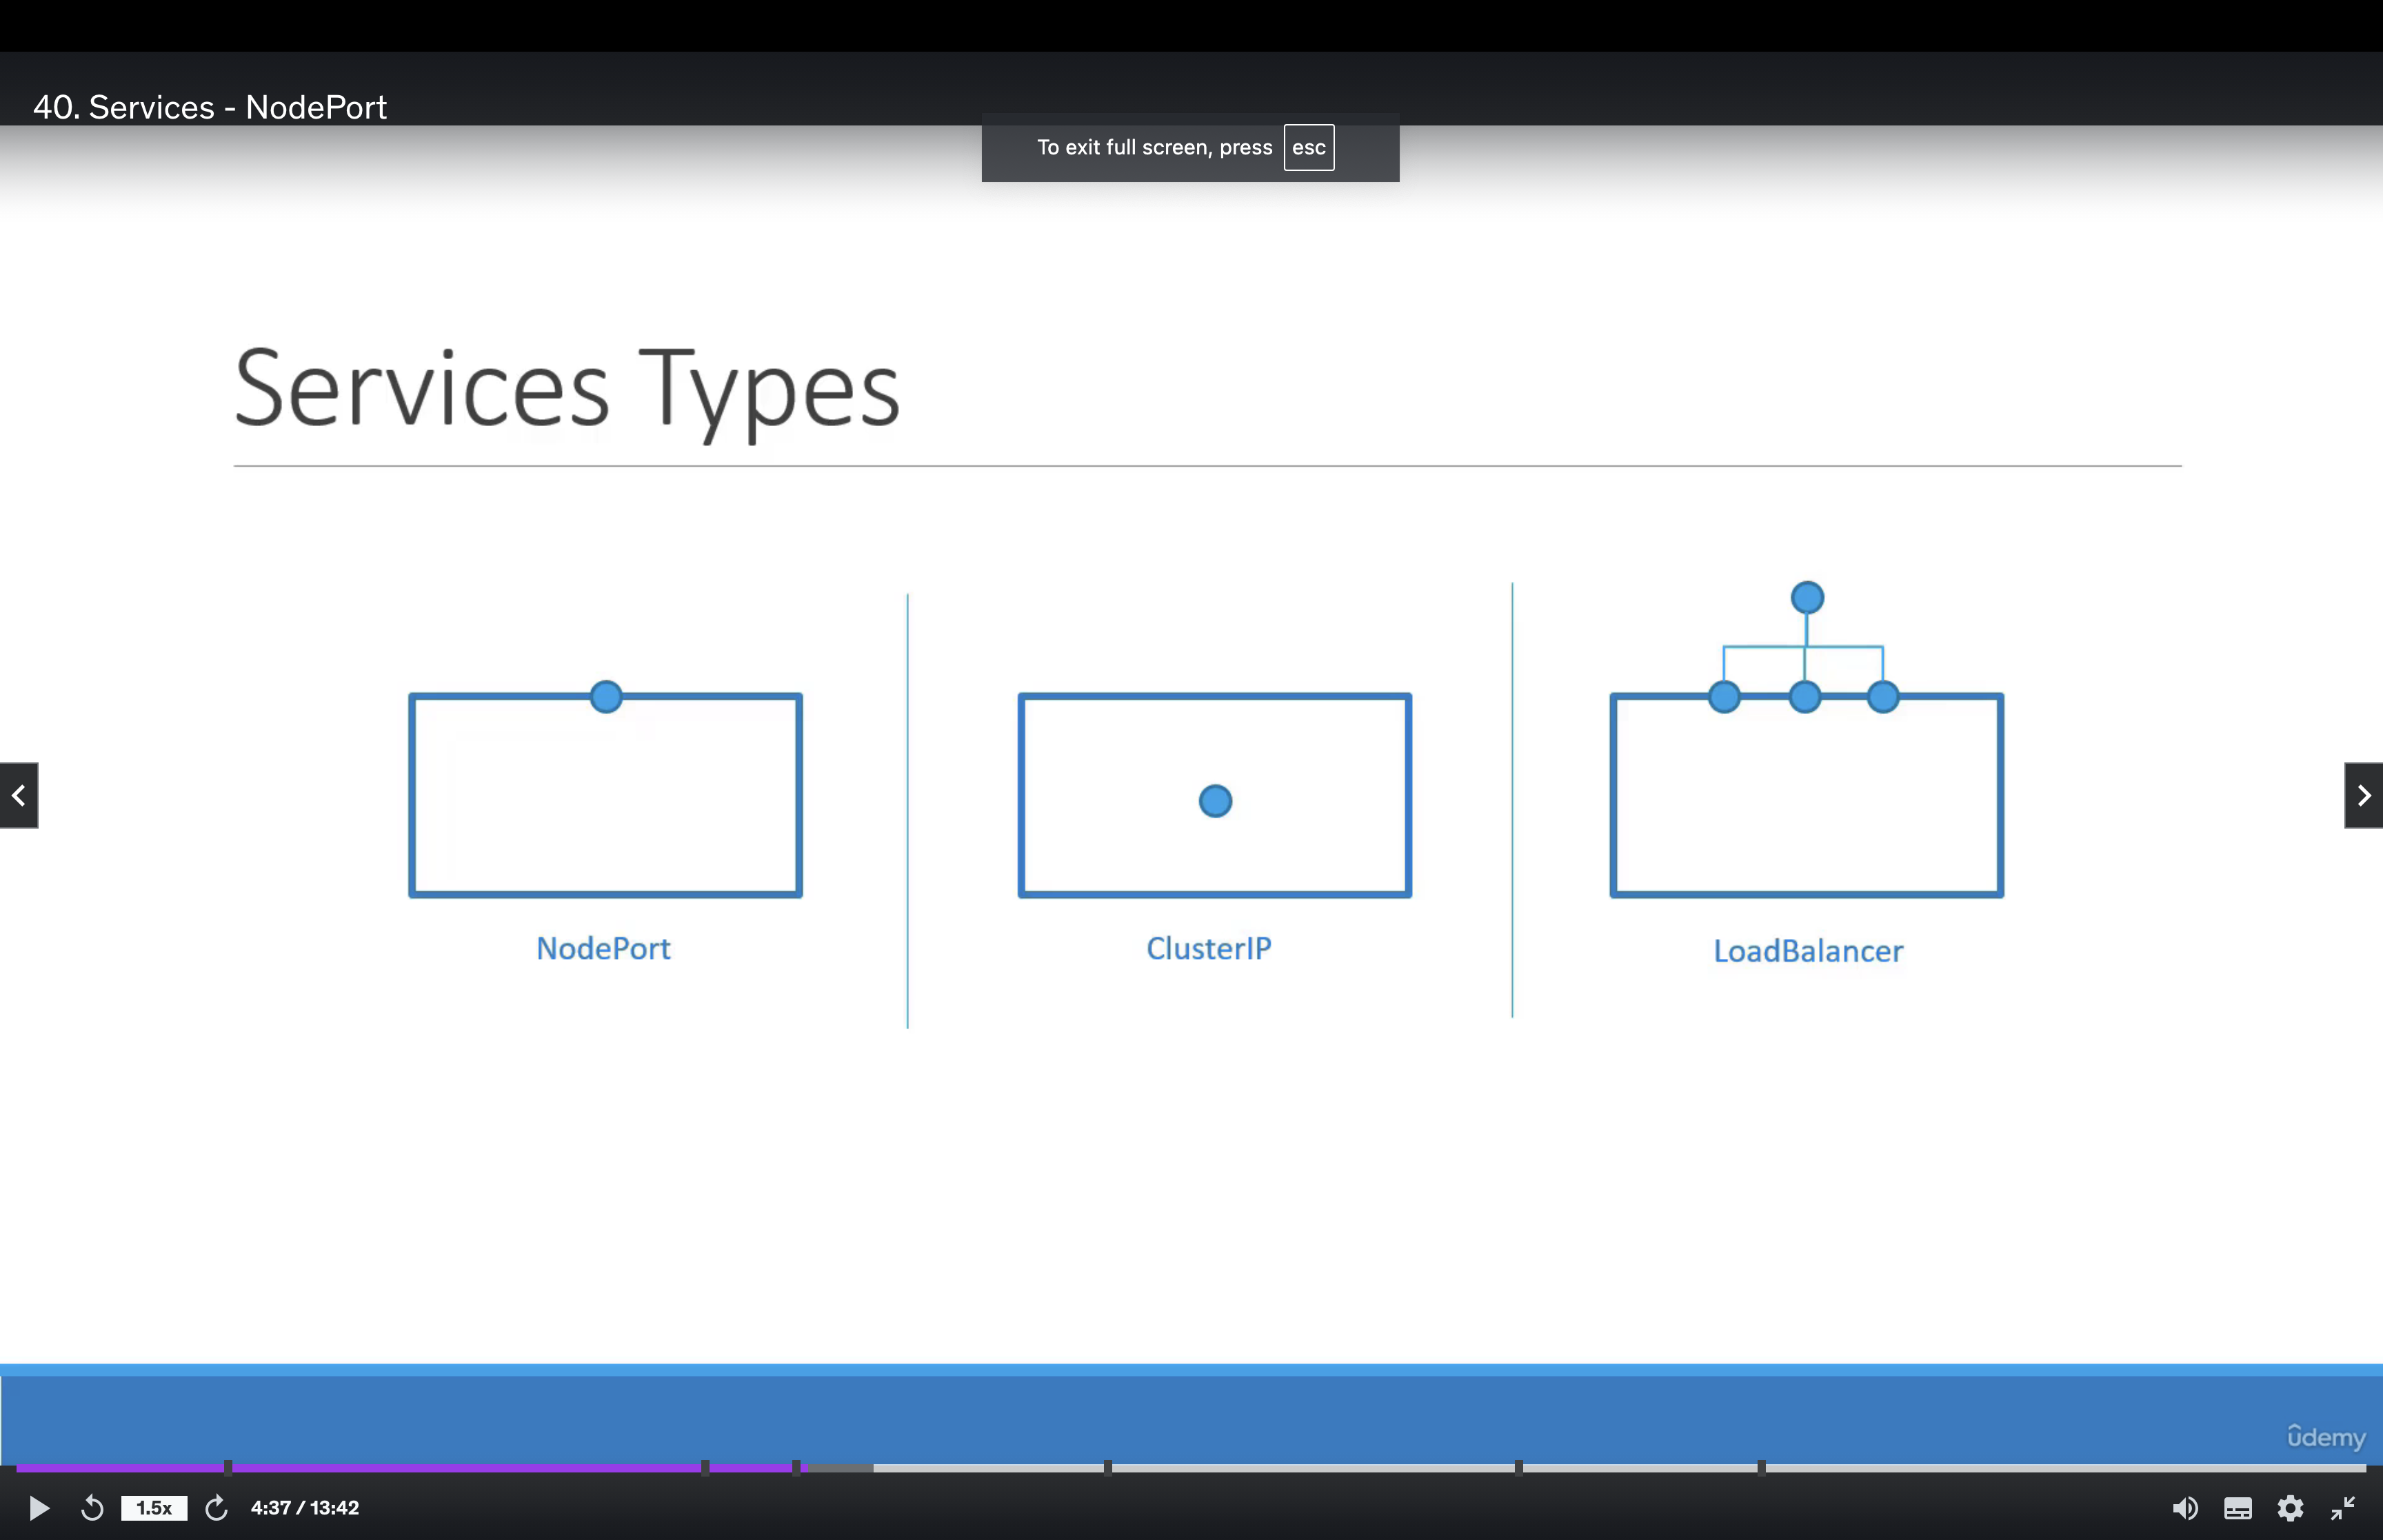 40. Services - NodePort
To exit full screen, press esc
Services Types
NodePort
ClusterIP
LoadBalancer
ûdemy
1.5x
4:37 / 13:42